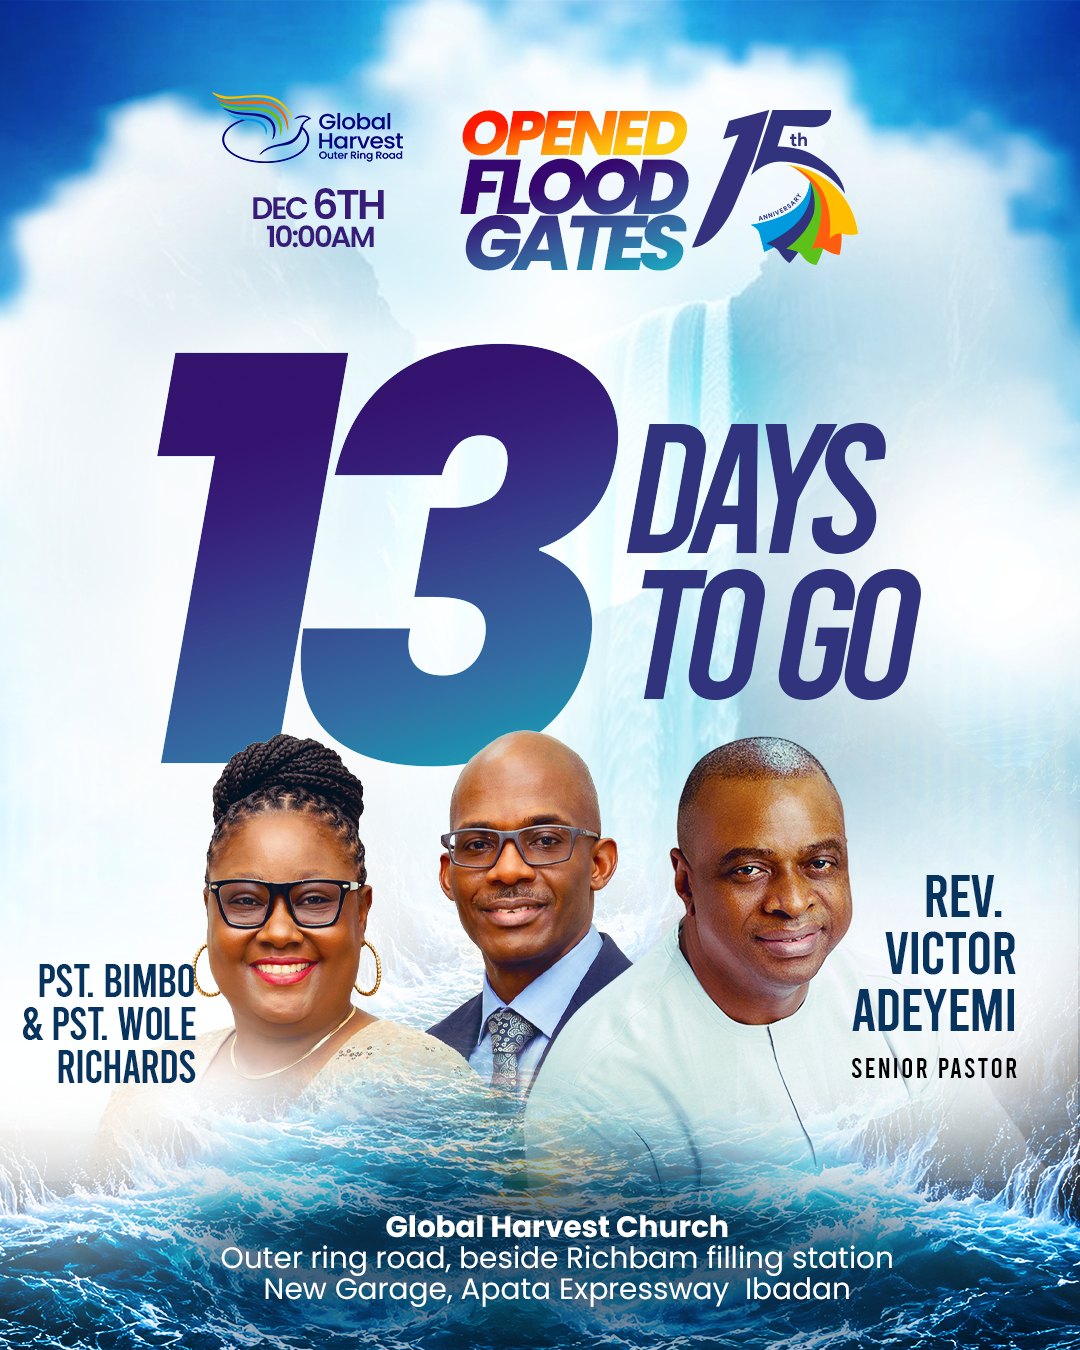 Global
Harvest
Outer Ring Road
DEC 6TH
10:00AM
OPENED
FLOOD
GATES
15th
ANNIVERSARY
13
DAYS
TO GO
PST. BIMBO
& PST. WOLE
RICHARDS
REV.
VICTOR
ADEYEMI
SENIOR PASTOR
Global Harvest Church
Outer ring road, beside Richbam filling station
New Garage, Apata Expressway Ibadan